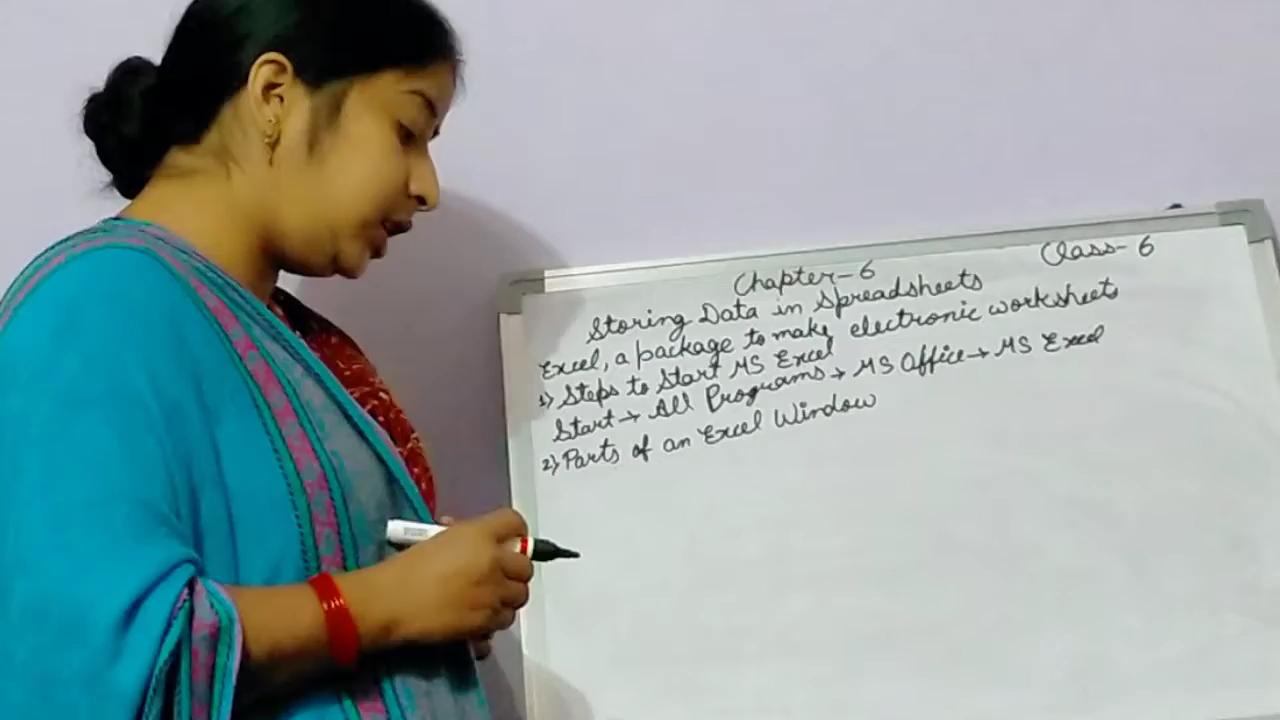 Class-6
Chapter-6
Storing Data in Spreadsheets
Excel, a package to make electronic worksheets
1) Steps to Start MS Excel
Start→ All Programs → MS Office → MS Excel
2) Parts of an Excel Window